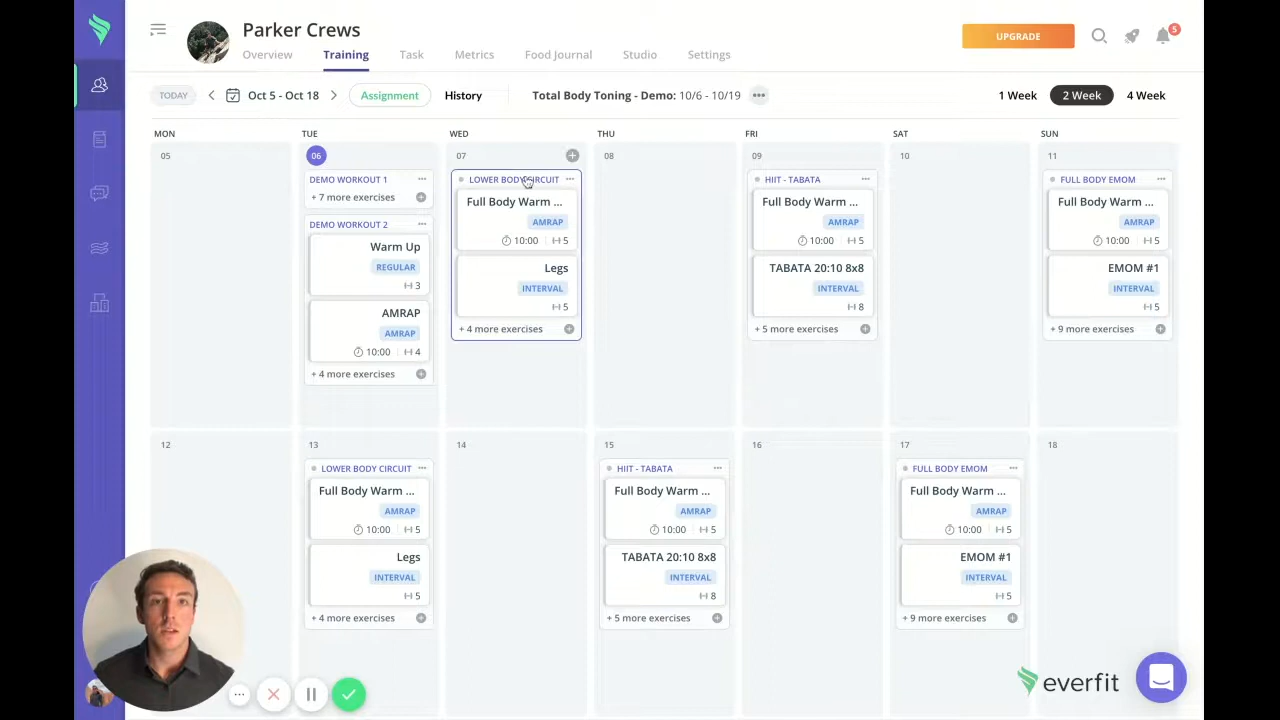 Parker Crews
UPGRADE
5
Overview Training Task Metrics Food Journal Studio Settings
TODAY Oct 5 - Oct 18 Assignment History Total Body Toning - Demo: 10/6 - 10/19 1 Week 2 Week 4 Week
MON TUE WED THU FRI SAT SUN
05 06 07 08 09 10 11
DEMO WORKOUT 1
+ 7 more exercises
DEMO WORKOUT 2
Warm Up
REGULAR
3
AMRAP
AMRAP
10:00 4
+ 4 more exercises
LOWER BODY CIRCUIT
Full Body Warm ...
AMRAP
10:00 5
Legs
INTERVAL
5
+ 4 more exercises
HIIT - TABATA
Full Body Warm ...
AMRAP
10:00 5
TABATA 20:10 8x8
INTERVAL
8
+ 5 more exercises
FULL BODY EMOM
Full Body Warm ...
AMRAP
10:00 5
EMOM #1
INTERVAL
5
+ 9 more exercises
12 13 14 15 16 17 18
LOWER BODY CIRCUIT
Full Body Warm ...
AMRAP
10:00 5
Legs
INTERVAL
5
+ 4 more exercises
HIIT - TABATA
Full Body Warm ...
AMRAP
10:00 5
TABATA 20:10 8x8
INTERVAL
8
+ 5 more exercises
FULL BODY EMOM
Full Body Warm ...
AMRAP
10:00 5
EMOM #1
INTERVAL
5
+ 9 more exercises
everfit